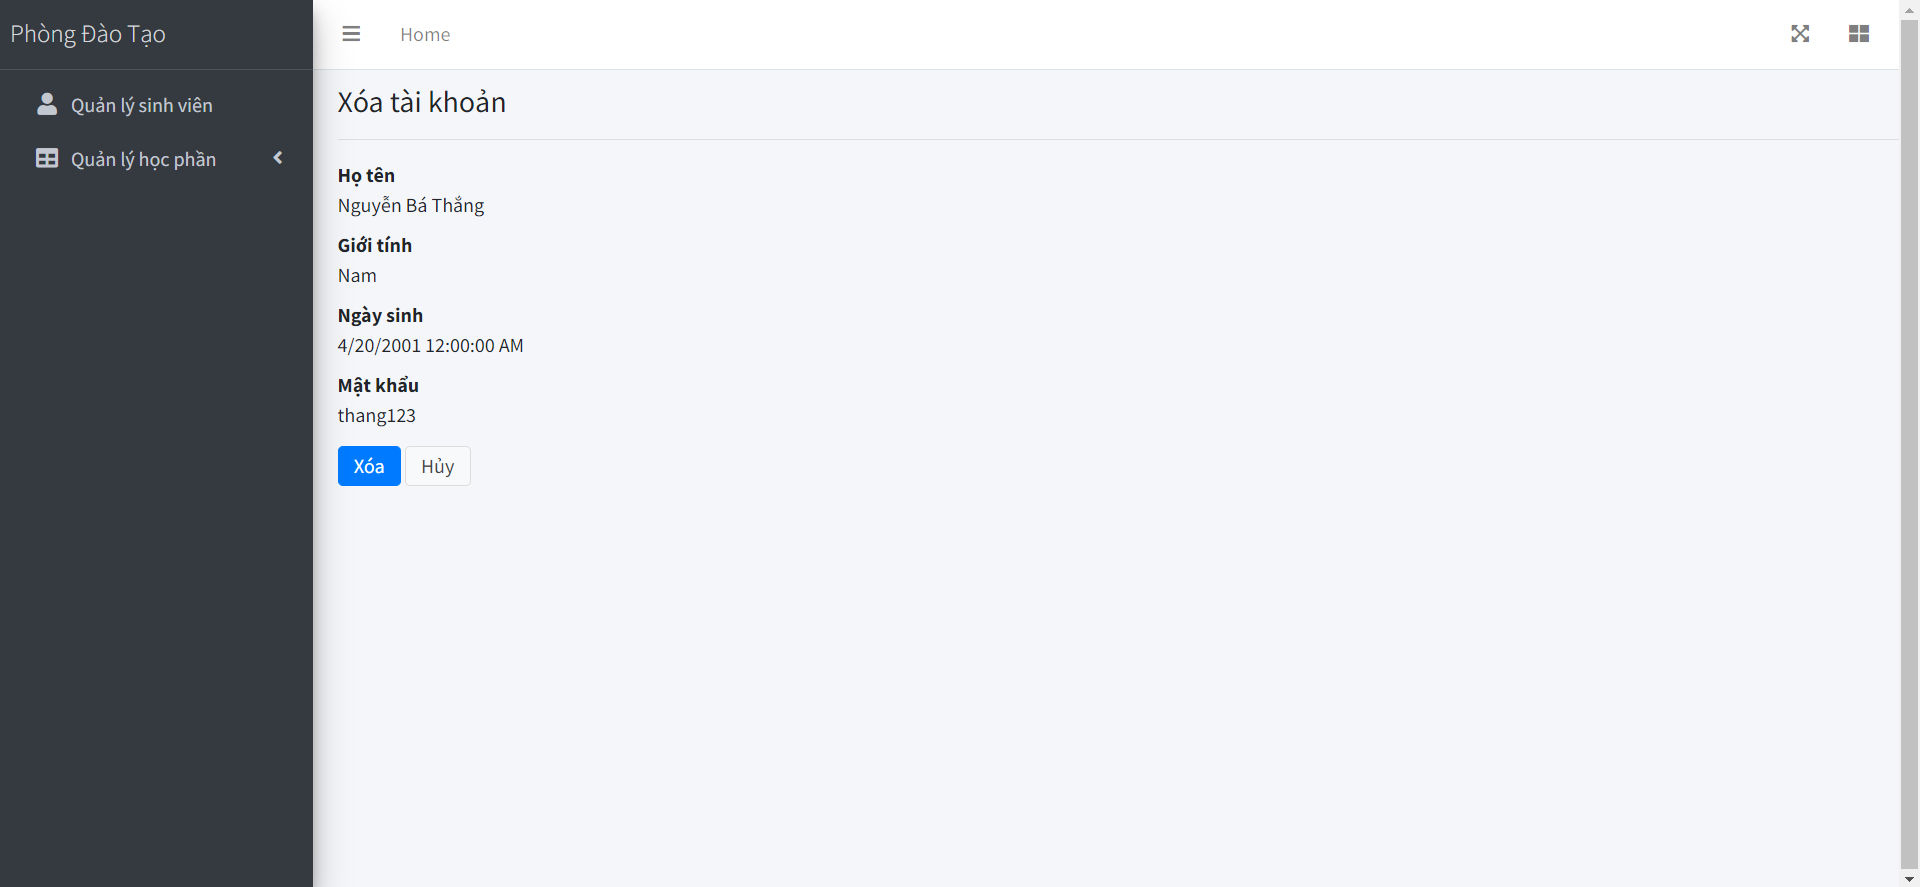 Phòng Đào Tạo
Home
Quản lý sinh viên
Quản lý học phần
Xóa tài khoản
Họ tên
Nguyễn Bá Thắng
Giới tính
Nam
Ngày sinh
4/20/2001 12:00:00 AM
Mật khẩu
thang123
Xóa
Hủy